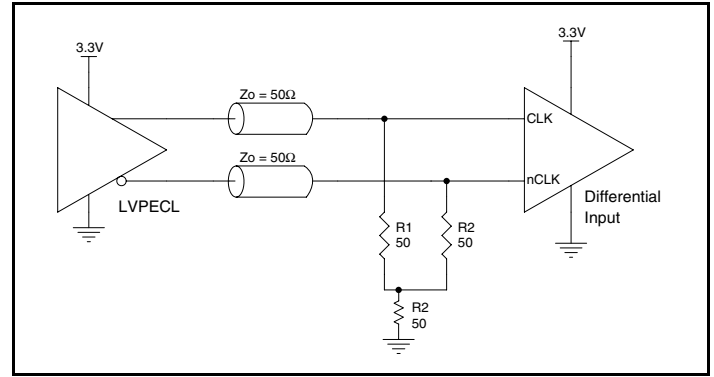 3.3V
3.3V
Zo = 50Ω
CLK
Zo = 50Ω
nCLK
LVPECL
Differential
Input
R1
50
R2
50
R2
50